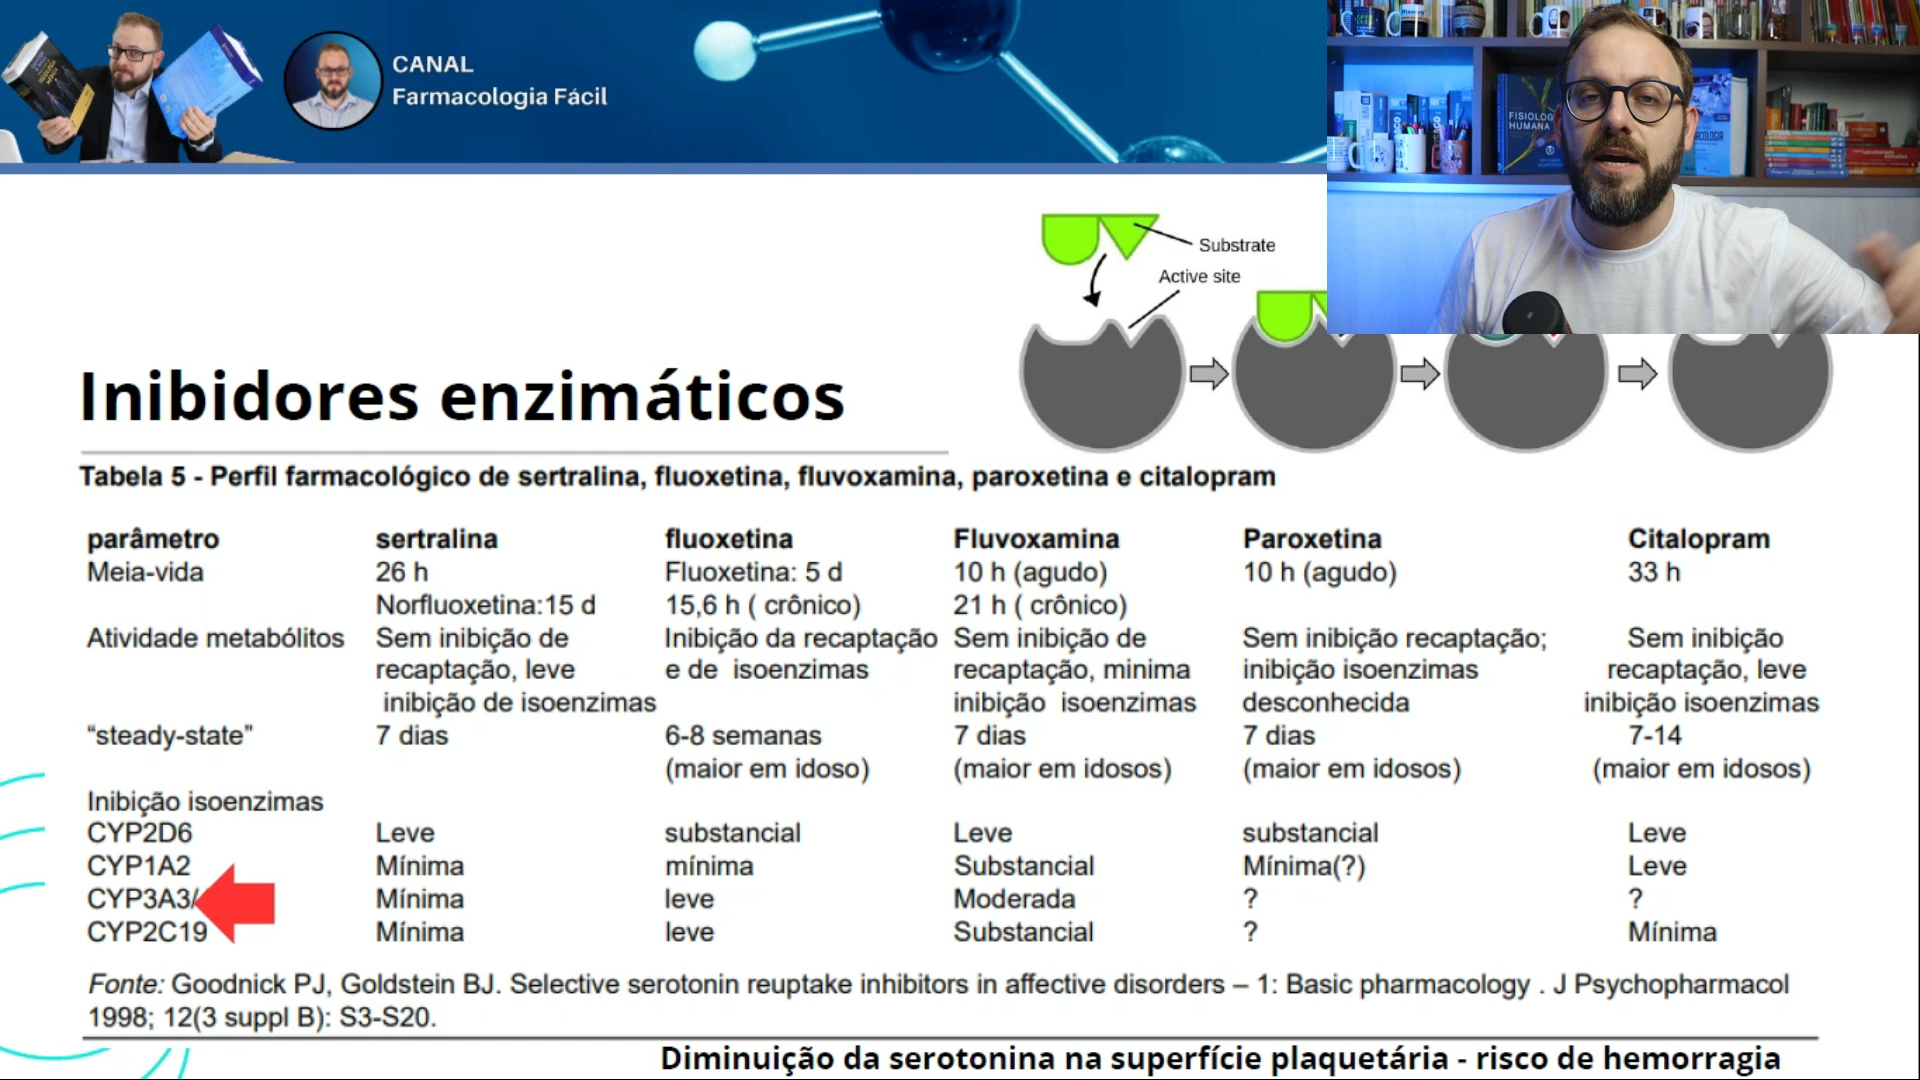 CANAL
Farmacologia Fácil
FISIOLOGIA
HUMANA
Substrate
Active site
Inibidores enzimáticos
Tabela 5 - Perfil farmacológico de sertralina, fluoxetina, fluvoxamina, paroxetina e citalopram
parâmetro sertralina fluoxetina Fluvoxamina Paroxetina Citalopram
Meia-vida 26 h Fluoxetina: 5 d 10 h (agudo) 10 h (agudo) 33 h
Norfluoxetina:15 d 15,6 h ( crônico) 21 h ( crônico)
Atividade metabólitos Sem inibição de Inibição da recaptação Sem inibição de Sem inibição recaptação; Sem inibição
recaptação, leve e de isoenzimas recaptação, minima inibição isoenzimas recaptação, leve
inibição de isoenzimas inibição isoenzimas desconhecida inibição isoenzimas
“steady-state” 7 dias 6-8 semanas 7 dias 7 dias 7-14
(maior em idoso) (maior em idosos) (maior em idosos) (maior em idosos)
Inibição isoenzimas
CYP2D6 Leve substancial Leve substancial Leve
CYP1A2 Mínima mínima Substancial Mínima(?) Leve
CYP3A3/ Mínima leve Moderada ? ?
CYP2C19 Mínima leve Substancial ? Mínima
Fonte: Goodnick PJ, Goldstein BJ. Selective serotonin reuptake inhibitors in affective disorders – 1: Basic pharmacology . J Psychopharmacol
1998; 12(3 suppl B): S3-S20.
Diminuição da serotonina na superfície plaquetária - risco de hemorragia